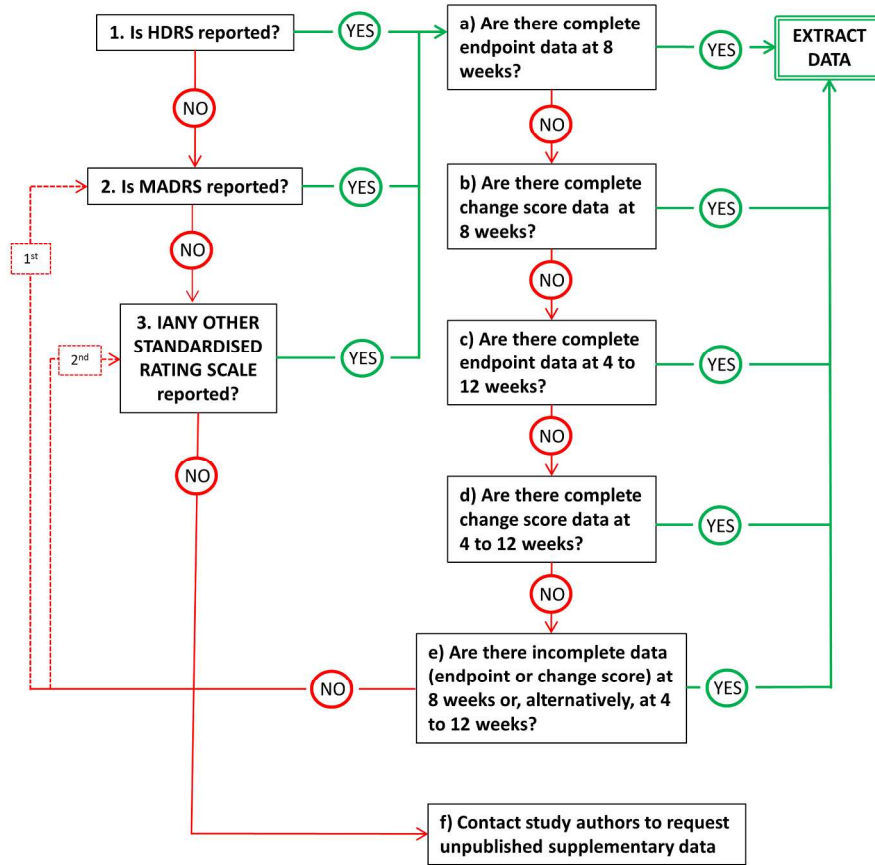 1. Is HDRS reported?
YES
a) Are there complete
endpoint data at 8
weeks?
YES
EXTRACT
DATA
NO
NO
2. Is MADRS reported?
YES
b) Are there complete
change score data at
8 weeks?
YES
1st
NO
NO
3. IANY OTHER
STANDARDISED
RATING SCALE
reported?
2nd
YES
c) Are there complete
endpoint data at 4 to
12 weeks?
YES
NO
NO
d) Are there complete
change score data at
4 to 12 weeks?
YES
NO
e) Are there incomplete data
(endpoint or change score) at
8 weeks or, alternatively, at 4
to 12 weeks?
NO
YES
f) Contact study authors to request
unpublished supplementary data